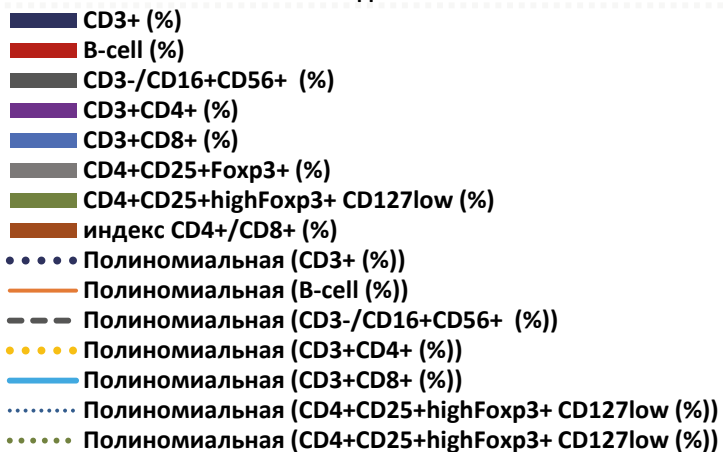 CD3+ (%)
B-cell (%)
CD3-/CD16+CD56+ (%)
CD3+CD4+ (%)
CD3+CD8+ (%)
CD4+CD25+Foxp3+ (%)
CD4+CD25+highFoxp3+ CD127low (%)
индекс CD4+/CD8+ (%)
Полиномиальная (CD3+ (%))
Полиномиальная (B-cell (%))
Полиномиальная (CD3-/CD16+CD56+ (%))
Полиномиальная (CD3+CD4+ (%))
Полиномиальная (CD3+CD8+ (%))
Полиномиальная (CD4+CD25+highFoxp3+ CD127low (%))
Полиномиальная (CD4+CD25+highFoxp3+ CD127low (%))